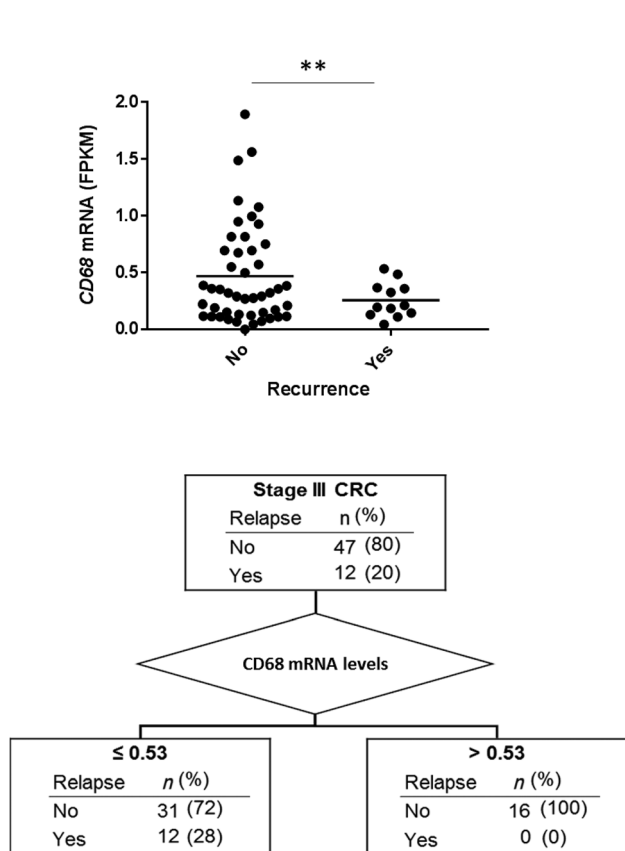 **
CD68 mRNA (FPKM)
2.0
1.5
1.0
0.5
0.0
No
Yes
Recurrence
Stage III CRC
Relapse n (%)
No 47 (80)
Yes 12 (20)
CD68 mRNA levels
≤ 0.53
Relapse n (%)
No 31 (72)
Yes 12 (28)
> 0.53
Relapse n (%)
No 16 (100)
Yes 0 (0)